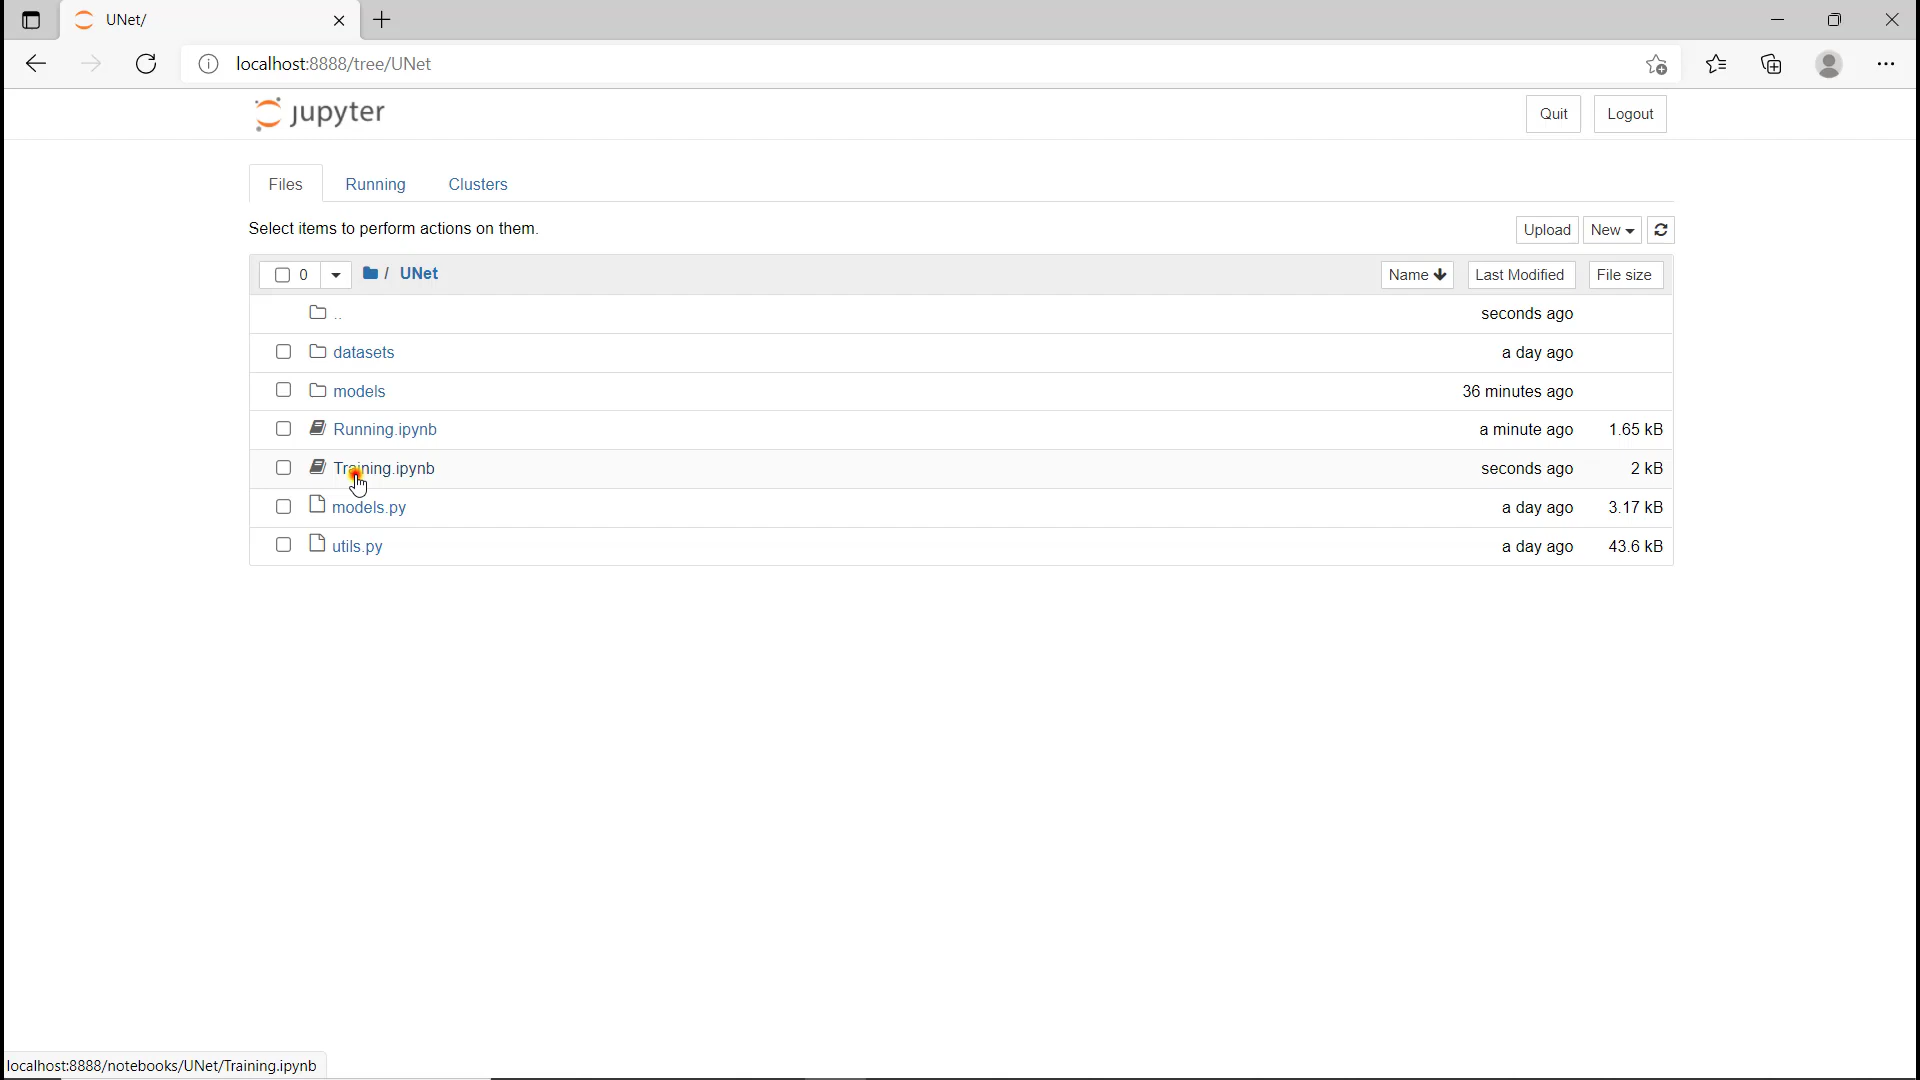 UNet/
localhost:8888/tree/UNet
jupyter
Quit Logout
Files Running Clusters
Select items to perform actions on them.
Upload New
0 / UNet Name Last Modified File size
.. seconds ago
datasets a day ago
models 36 minutes ago
Running.ipynb a minute ago 1.65 kB
Training.ipynb seconds ago 2 kB
models.py a day ago 3.17 kB
utils.py a day ago 43.6 kB
localhost:8888/notebooks/UNet/Training.ipynb